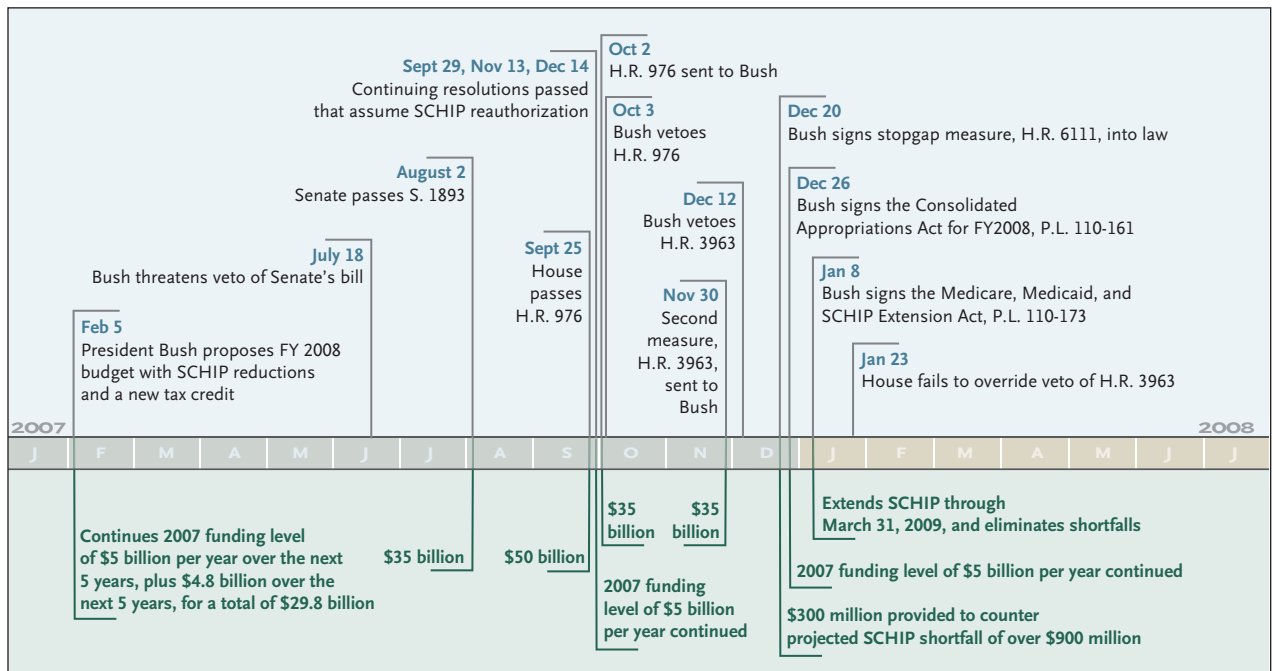 Sept 29, Nov 13, Dec 14
Continuing resolutions passed
that assume SCHIP reauthorization
Oct 2
H.R. 976 sent to Bush
Oct 3
Bush vetoes
H.R. 976
Dec 20
Bush signs stopgap measure, H.R. 6111, into law
August 2
Senate passes S. 1893
Dec 12
Bush vetoes
H.R. 3963
Dec 26
Bush signs the Consolidated
Appropriations Act for FY2008, P.L. 110-161
July 18
Bush threatens veto of Senate’s bill
Sept 25
House
passes
H.R. 976
Nov 30
Second
measure,
H.R. 3963,
sent to
Bush
Jan 8
Bush signs the Medicare, Medicaid, and
SCHIP Extension Act, P.L. 110-173
Feb 5
President Bush proposes FY 2008
budget with SCHIP reductions
and a new tax credit
Jan 23
House fails to override veto of H.R. 3963
2007 2008
J F M A M J J A S O N D J F M A M J J
Continues 2007 funding level
of $5 billion per year over the next
5 years, plus $4.8 billion over the
next 5 years, for a total of $29.8 billion
$35 billion
$50 billion
$35
billion
$35
billion
2007 funding
level of $5 billion
per year continued
Extends SCHIP through
March 31, 2009, and eliminates shortfalls
2007 funding level of $5 billion per year continued
$300 million provided to counter
projected SCHIP shortfall of over $900 million